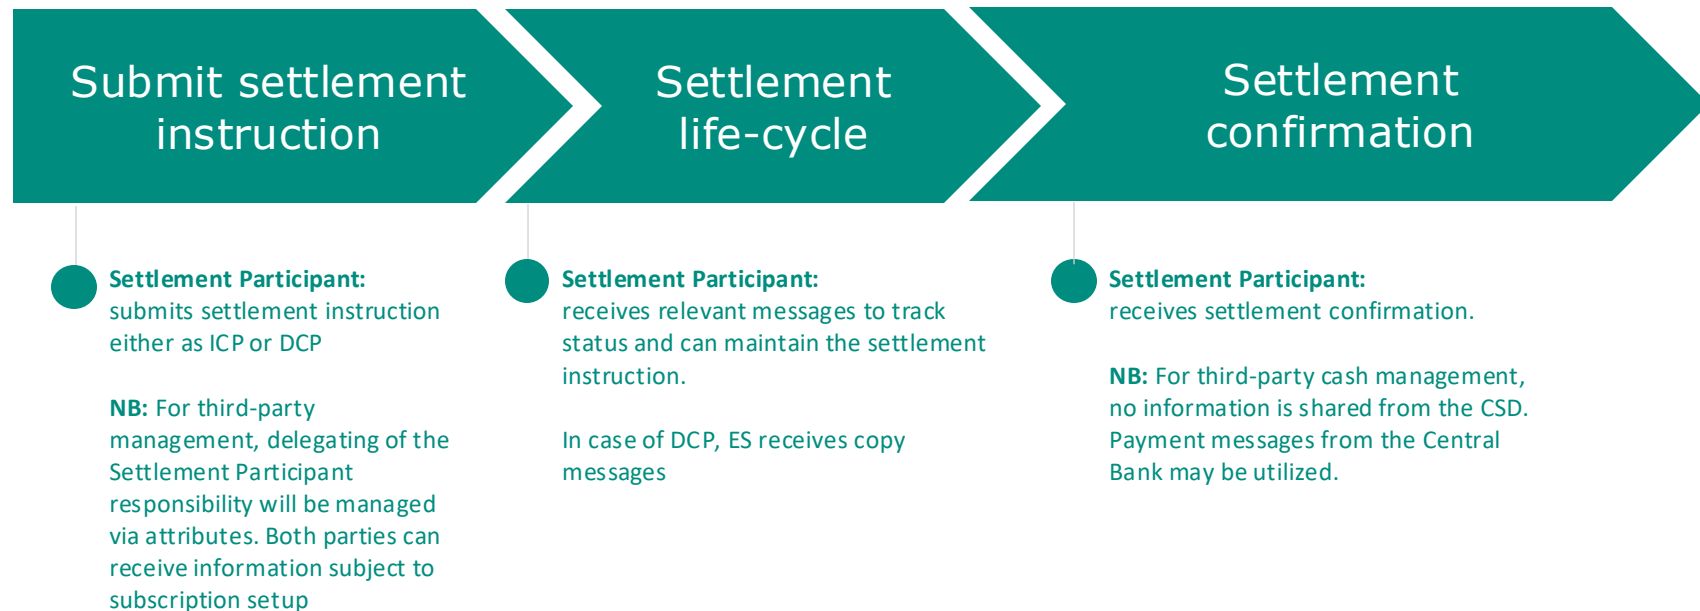 Submit settlement
instruction
Settlement
life-cycle
Settlement
confirmation
Settlement Participant:
submits settlement instruction
either as ICP or DCP
NB: For third-party
management, delegating of the
Settlement Participant
responsibility will be managed
via attributes. Both parties can
receive information subject to
subscription setup
Settlement Participant:
receives relevant messages to track
status and can maintain the settlement
instruction.
In case of DCP, ES receives copy
messages
Settlement Participant:
receives settlement confirmation.
NB: For third-party cash management,
no information is shared from the CSD.
Payment messages from the Central
Bank may be utilized.